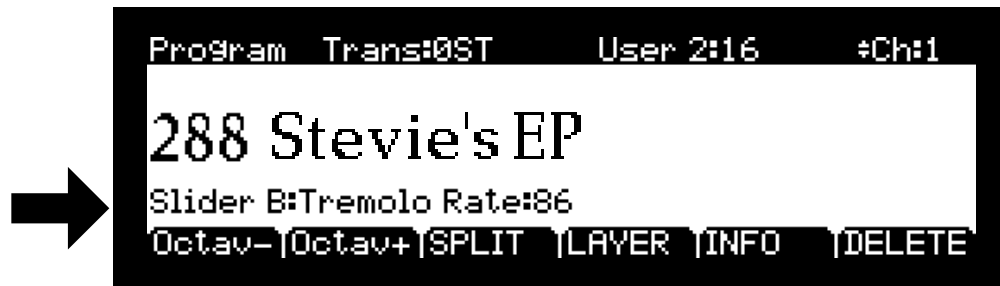 Program Trans:0ST User 2:16 ÷Ch:1
288 Stevie's EP
Slider B:Tremolo Rate:86
Octav- Octav+ SPLIT LAYER INFO DELETE